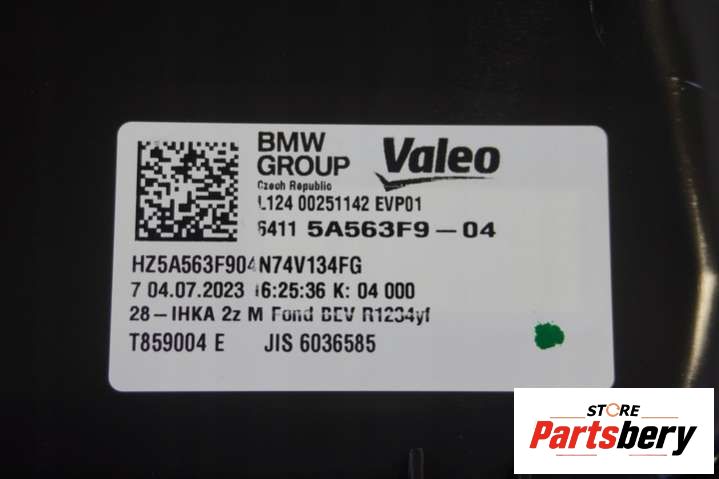 BMW
GROUP
Valeo
Czech Republic
L124 00251142 EVP01
6411 5A563F9-04
HZ5A563F904N74V134FG
7 04.07.2023 16:25:36 K: 04 000
28-IHKA 2z M Fond BEV R1234yf
T859004 E JIS 6036585
STORE
Partsbery